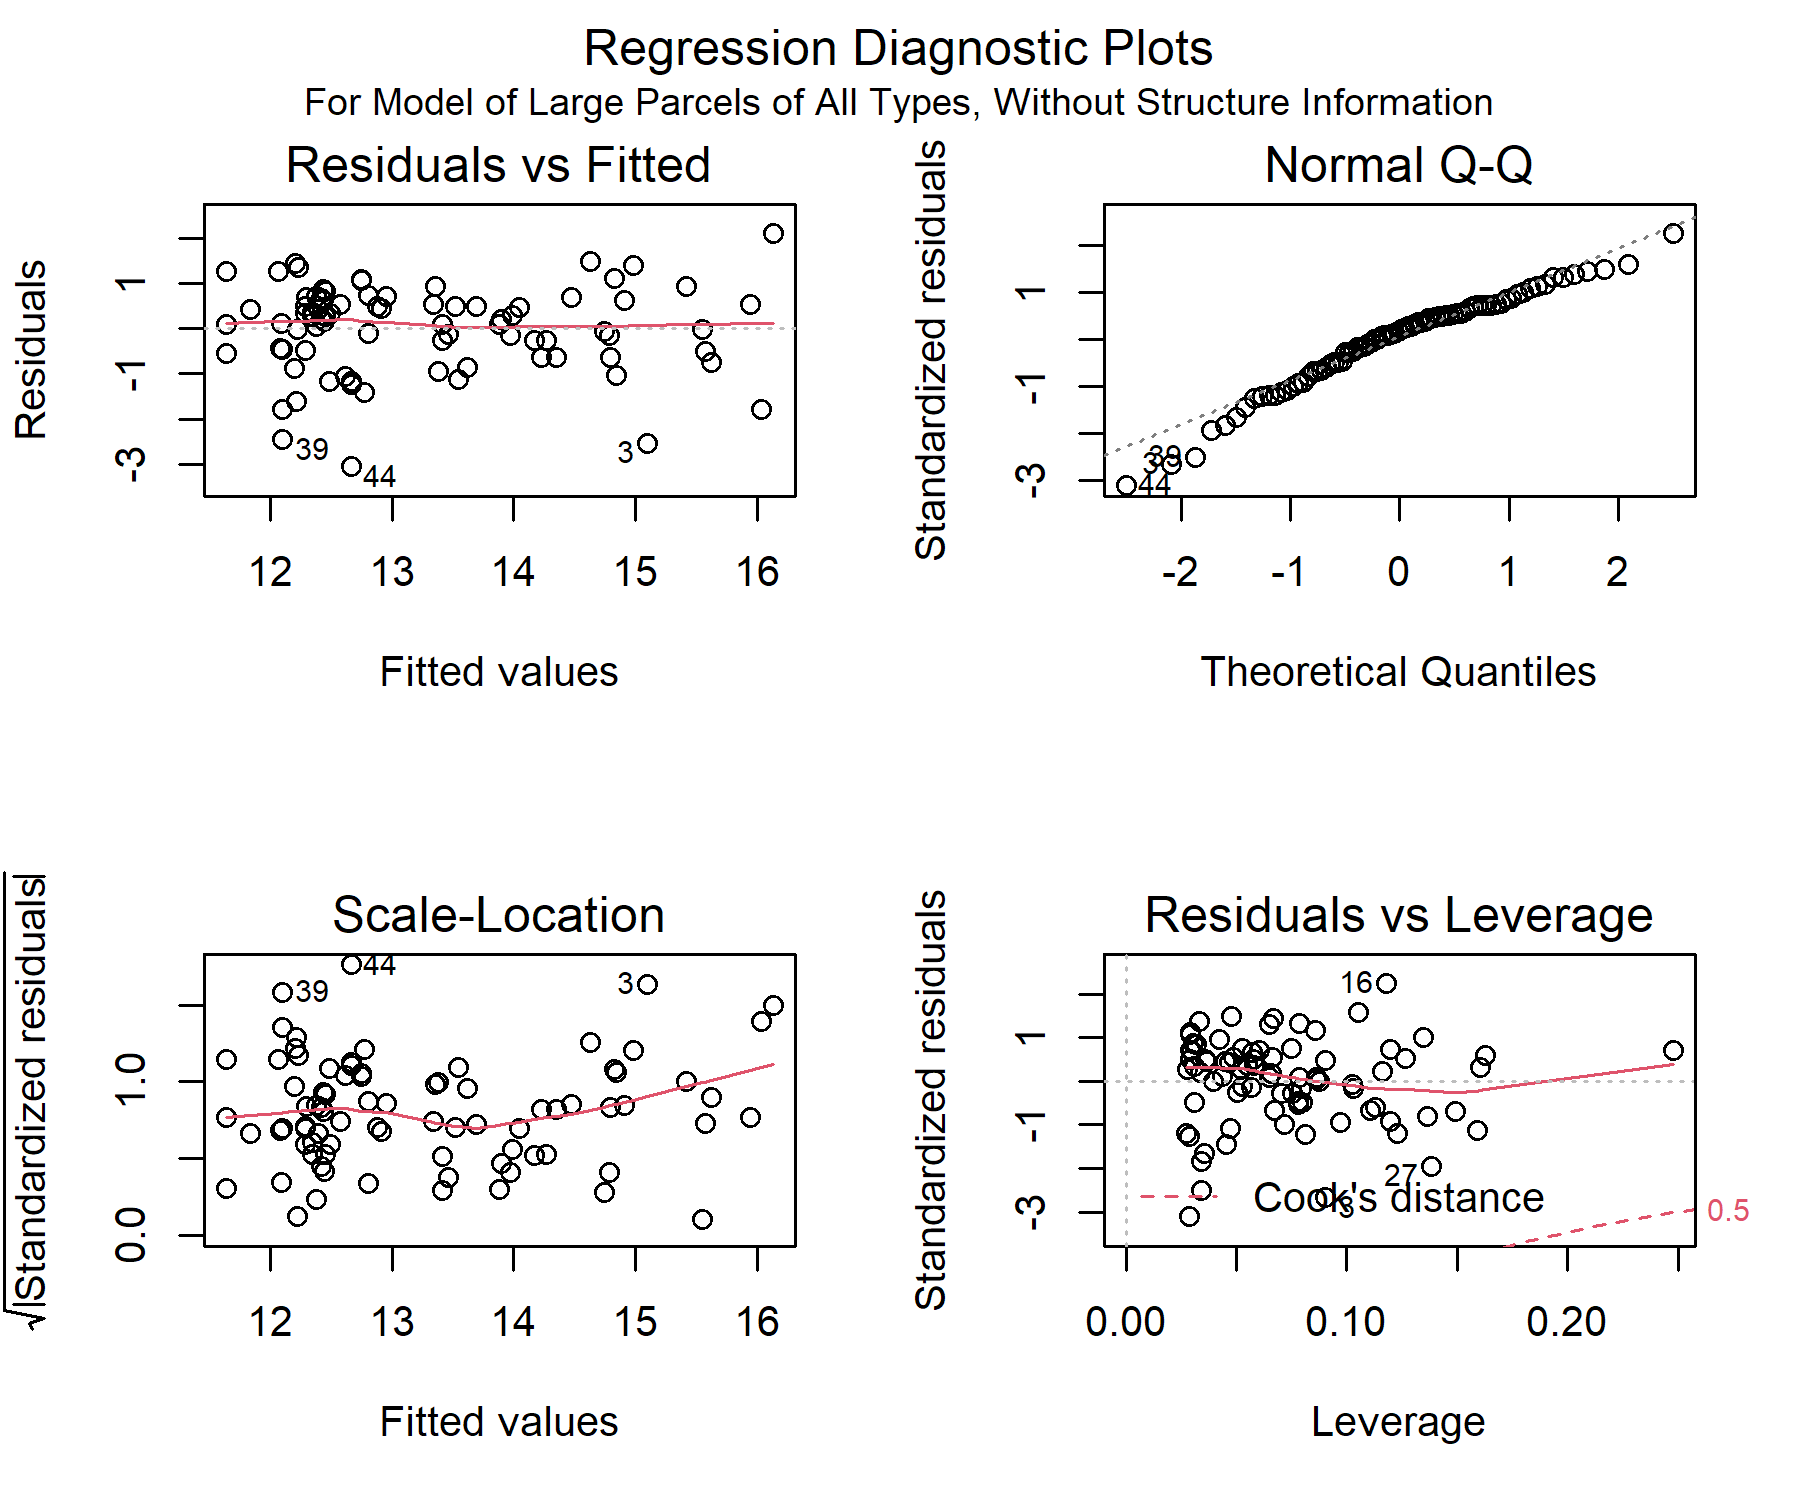 Regression Diagnostic Plots
For Model of Large Parcels of All Types, Without Structure Information
Residuals vs Fitted
Residuals
1
-1
-3
39
44
3
12 13 14 15 16
Fitted values
Normal Q-Q
Standardized residuals
1
-1
-3
39
3
44
-2 -1 0 1 2
Theoretical Quantiles
Scale-Location
√|Standardized residuals|
1.0
0.0
39
44
3
12 13 14 15 16
Fitted values
Residuals vs Leverage
Standardized residuals
1
-1
-3
16
27
3
Cook's distance
0.5
0.00 0.10 0.20
Leverage